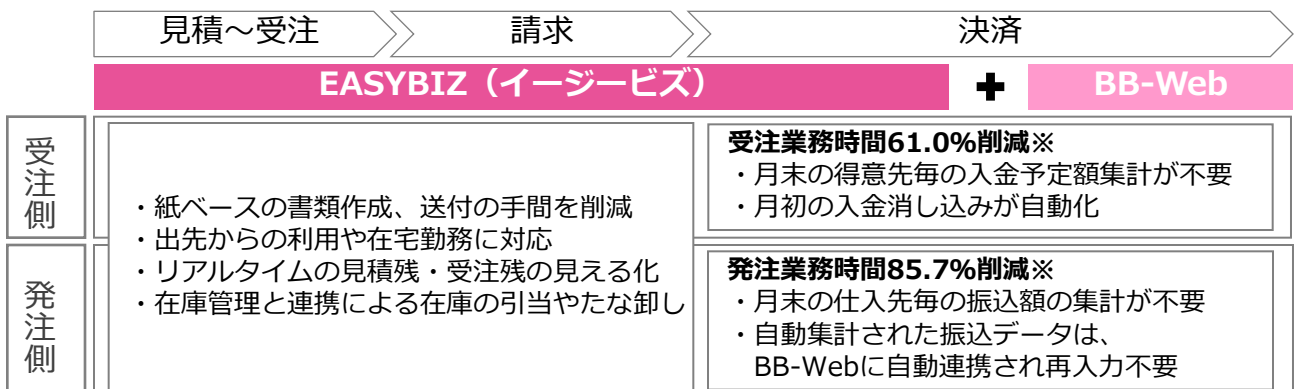 見積~受注
請求
決済
EASYBIZ(イージービズ)
+
BB-Web
受注側
・紙ベースの書類作成、送付の手間を削減
・出先からの利用や在宅勤務に対応
・リアルタイムの見積残・受注残の見える化
・在庫管理と連携による在庫の引当やたな卸し
受注業務時間61.0%削減※
・月末の得意先毎の入金予定額集計が不要
・月初の入金消し込みが自動化
発注側
発注業務時間85.7%削減※
・月末の仕入先毎の振込額の集計が不要
・自動集計された振込データは、
BB-Webに自動連携され再入力不要